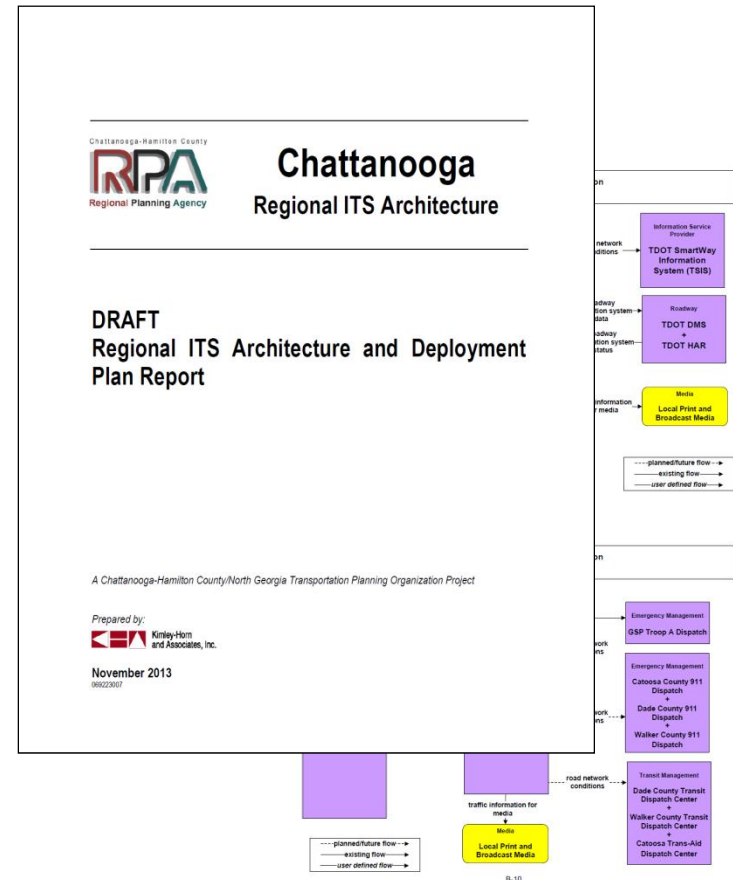 Chattanooga-Hamilton County
RPA
Regional Planning Agency
Chattanooga
Regional ITS Architecture
DRAFT
Regional ITS Architecture and Deployment
Plan Report
A Chattanooga-Hamilton County/North Georgia Transportation Planning Organization Project
Prepared by:
Kimley-Horn
and Associates, Inc.
November 2013
069223007
on
network
ditions
Information Service
Provider
TDOT SmartWay
Information
System (TSIS)
adway
tion system
data
adway
tion system
status
Roadway
TDOT DMS
+
TDOT HAR
information
r media
Media
Local Print and
Broadcast Media
planned/future flow
existing flow
user defined flow
on
Emergency Management
GSP Troop A Dispatch
work
ns
Emergency Management
Catoosa County 911
Dispatch
+
Dade County 911
Dispatch
+
Walker County 911
Dispatch
work
ns
road network
conditions
Transit Management
Dade County Transit
Dispatch Center
+
Walker County Transit
Dispatch Center
+
Catoosa Trans-Aid
Dispatch Center
traffic information for
media
Media
Local Print and
Broadcast Media
planned/future flow
existing flow
user defined flow
B-10